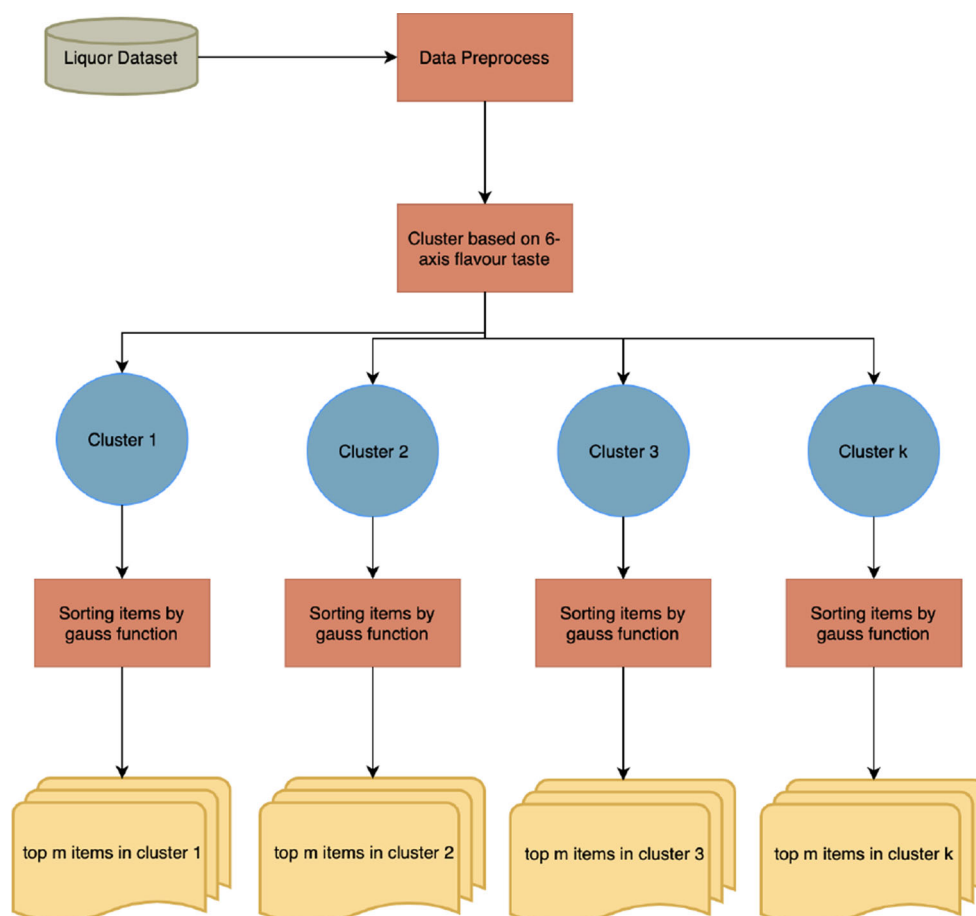 Liquor Dataset
Data Preprocess
Cluster based on 6-
axis flavour taste
Cluster 1
Cluster 2
Cluster 3
Cluster k
Sorting items by
gauss function
Sorting items by
gauss function
Sorting items by
gauss function
Sorting items by
gauss function
top m items in cluster 1
top m items in cluster 2
top m items in cluster 3
top m items in cluster k